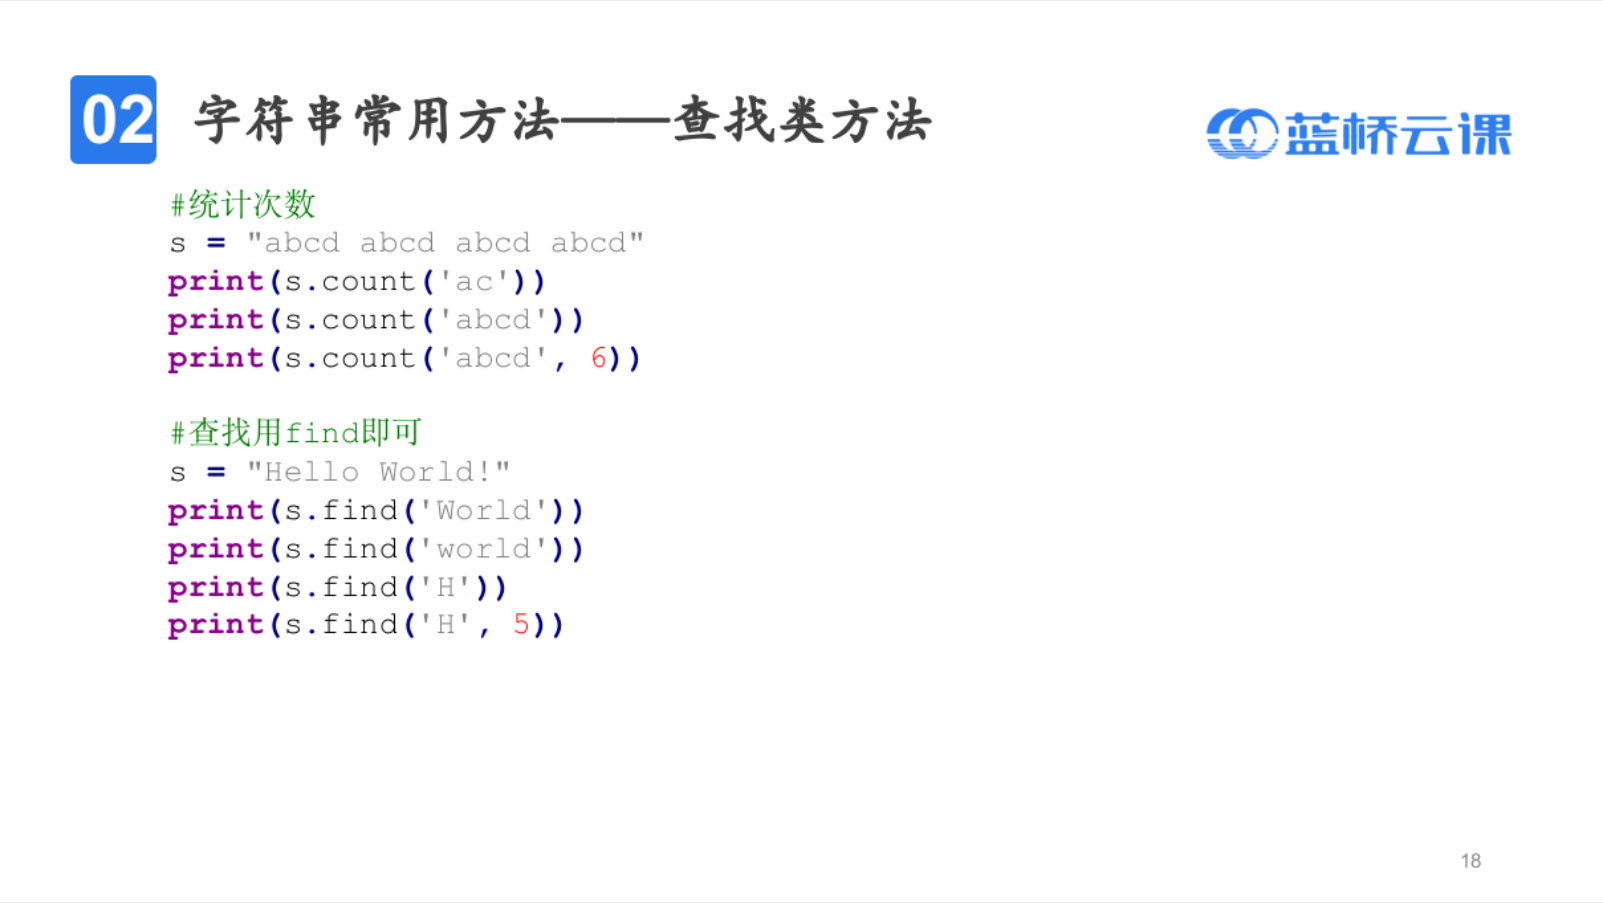 02 字符串常用方法——查找类方法
蓝桥云课
#统计次数
s = "abcd abcd abcd abcd"
print(s.count('ac'))
print(s.count('abcd'))
print(s.count('abcd', 6))
#查找用find即可
s = "Hello World!"
print(s.find('World'))
print(s.find('world'))
print(s.find('H'))
print(s.find('H', 5))
18